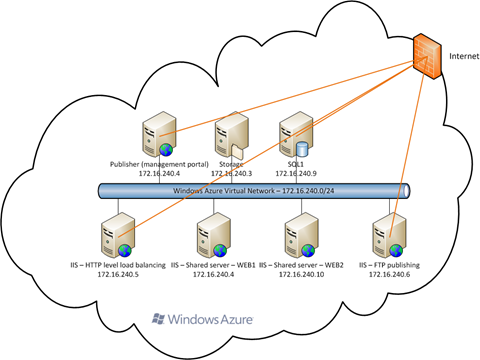 Internet
Publisher (management portal)
172.16.240.4
Storage
172.16.240.3
SQL1
172.16.240.9
Windows Azure Virtual Network – 172.16.240.0/24
IIS – HTTP level load balancing
172.16.240.5
IIS – Shared server – WEB1
172.16.240.4
IIS – Shared server – WEB2
172.16.240.10
IIS – FTP publishing
172.16.240.6
Windows Azure